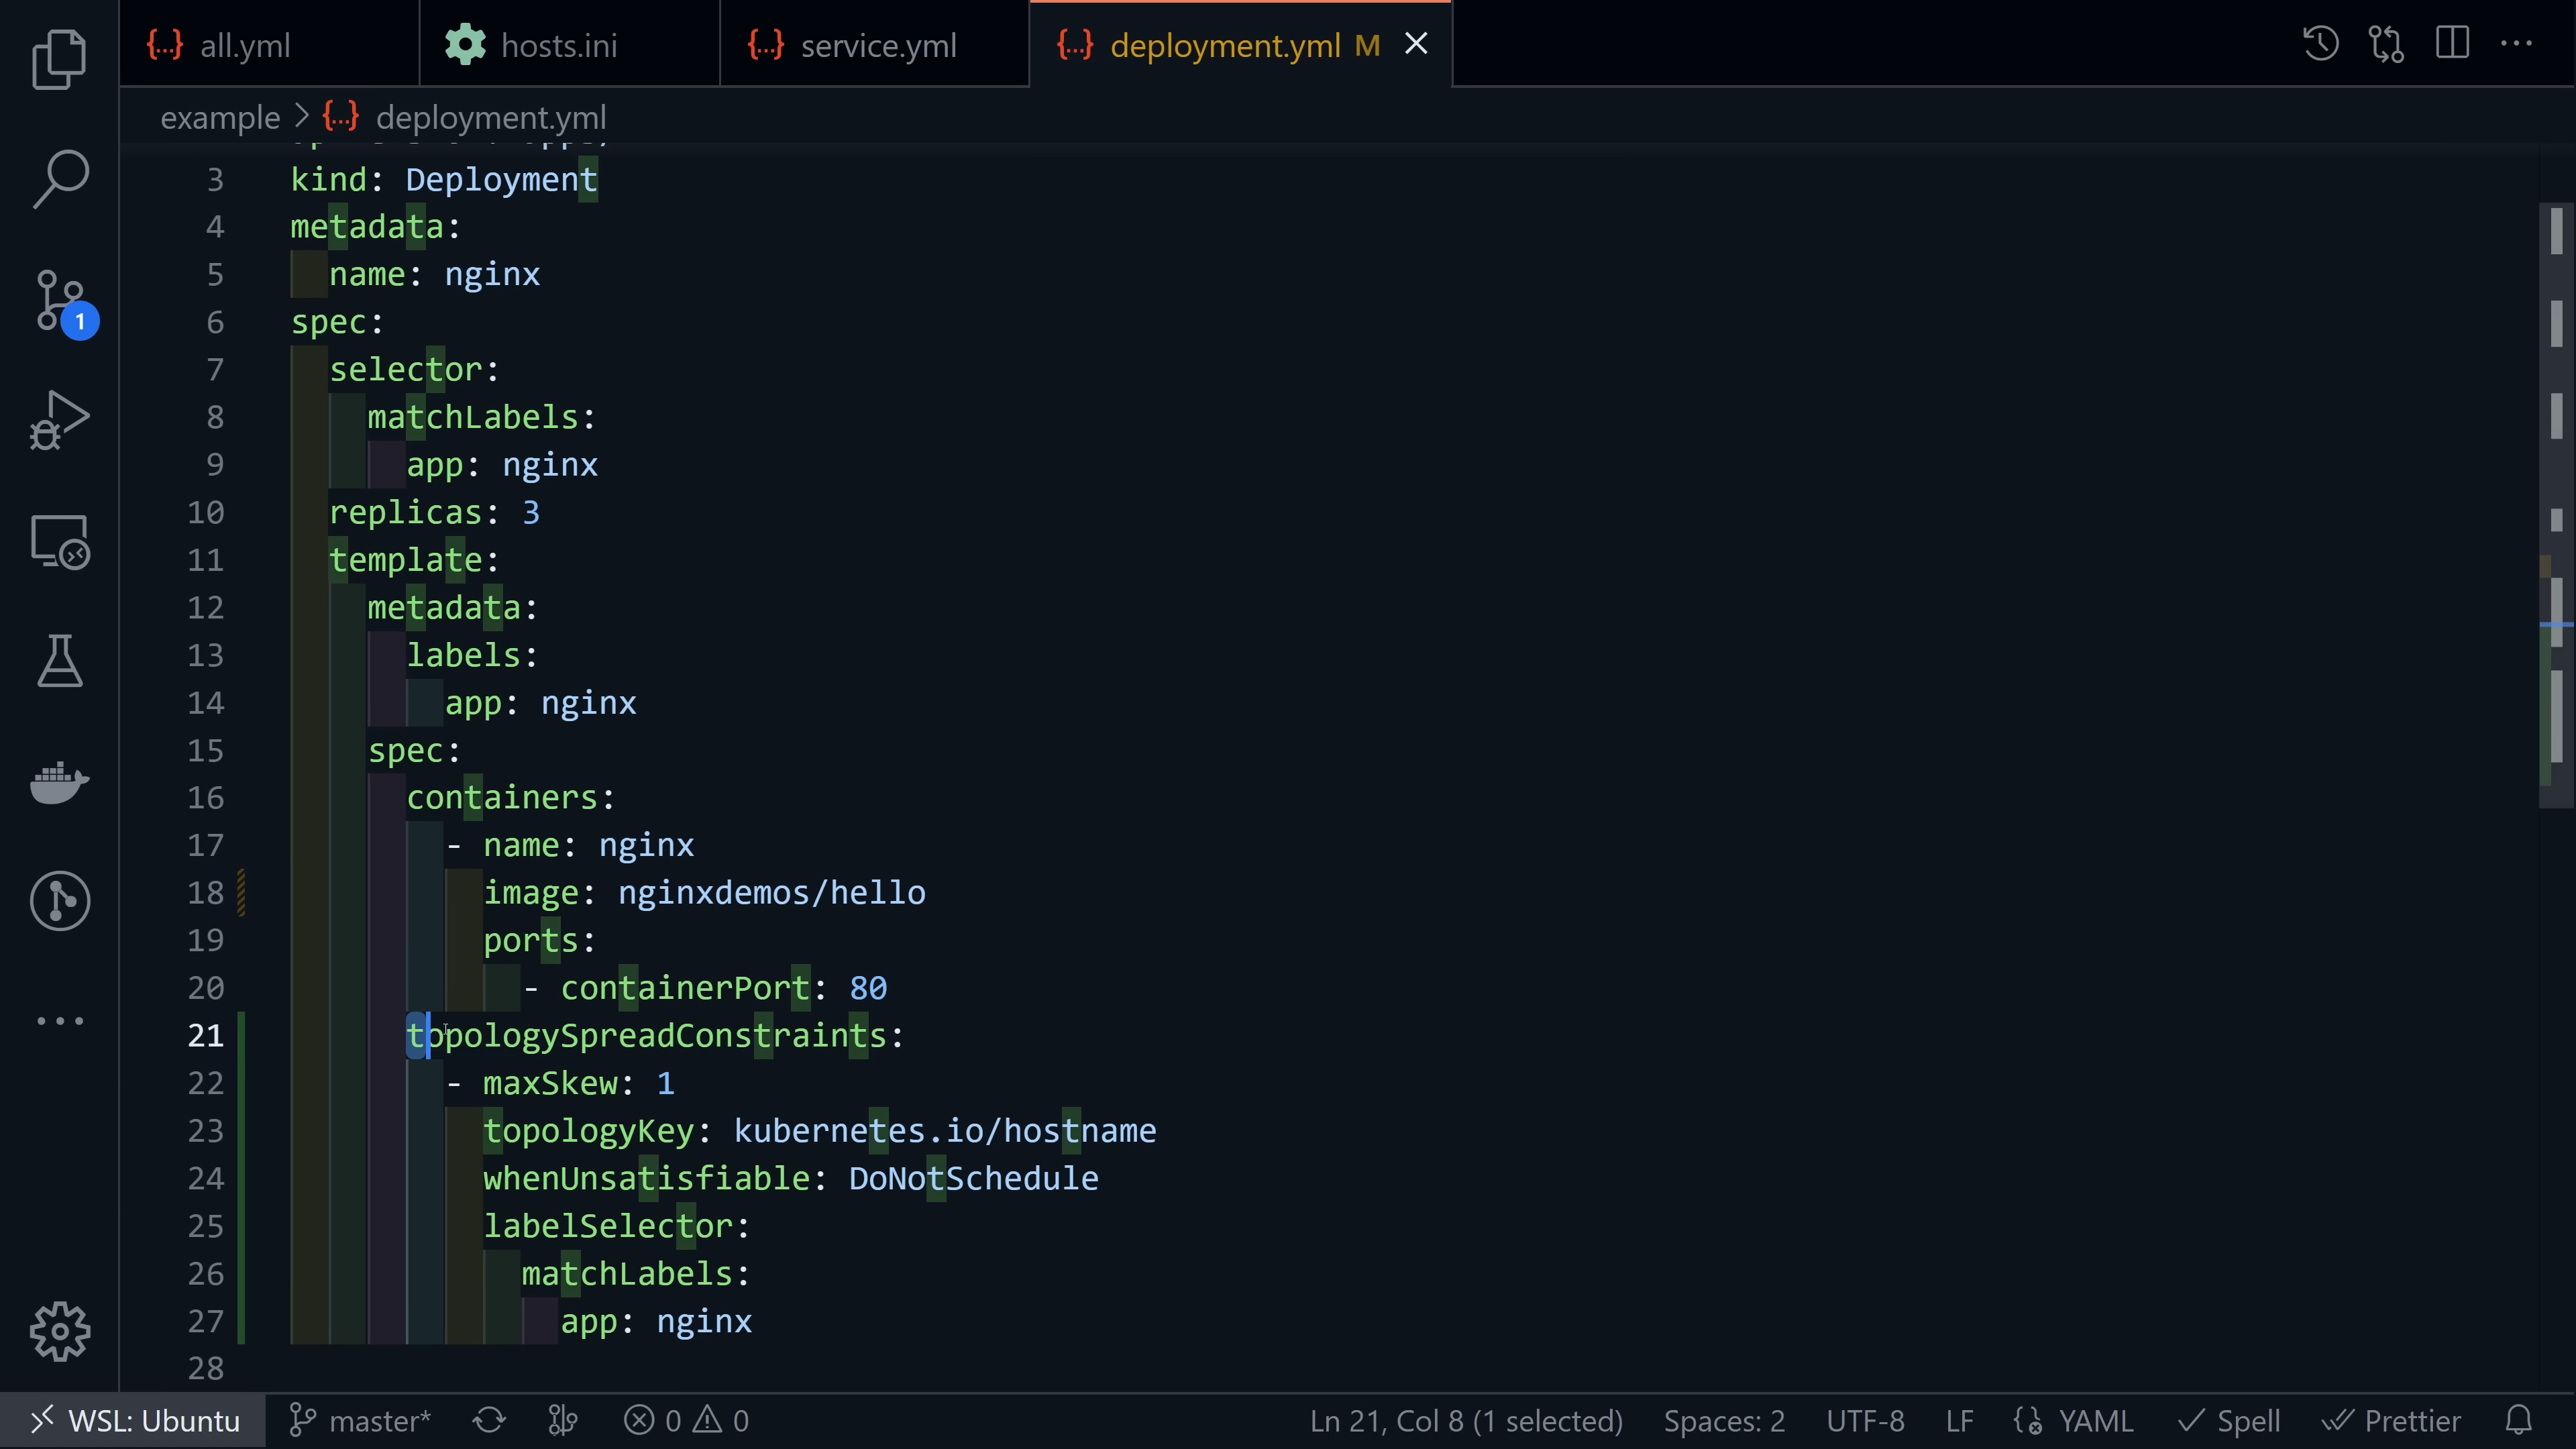 all.yml
hosts.ini
service.yml
deployment.yml M
example > deployment.yml
3 kind: Deployment
4 metadata:
5   name: nginx
6 spec:
7   selector:
8     matchLabels:
9       app: nginx
10   replicas: 3
11   template:
12     metadata:
13       labels:
14         app: nginx
15     spec:
16       containers:
17         - name: nginx
18           image: nginxdemos/hello
19           ports:
20             - containerPort: 80
21       topologySpreadConstraints:
22         - maxSkew: 1
23           topologyKey: kubernetes.io/hostname
24           whenUnsatisfiable: DoNotSchedule
25           labelSelector:
26             matchLabels:
27               app: nginx
28
1
WSL: Ubuntu master* 0 0 Ln 21, Col 8 (1 selected) Spaces: 2 UTF-8 LF YAML Spell Prettier